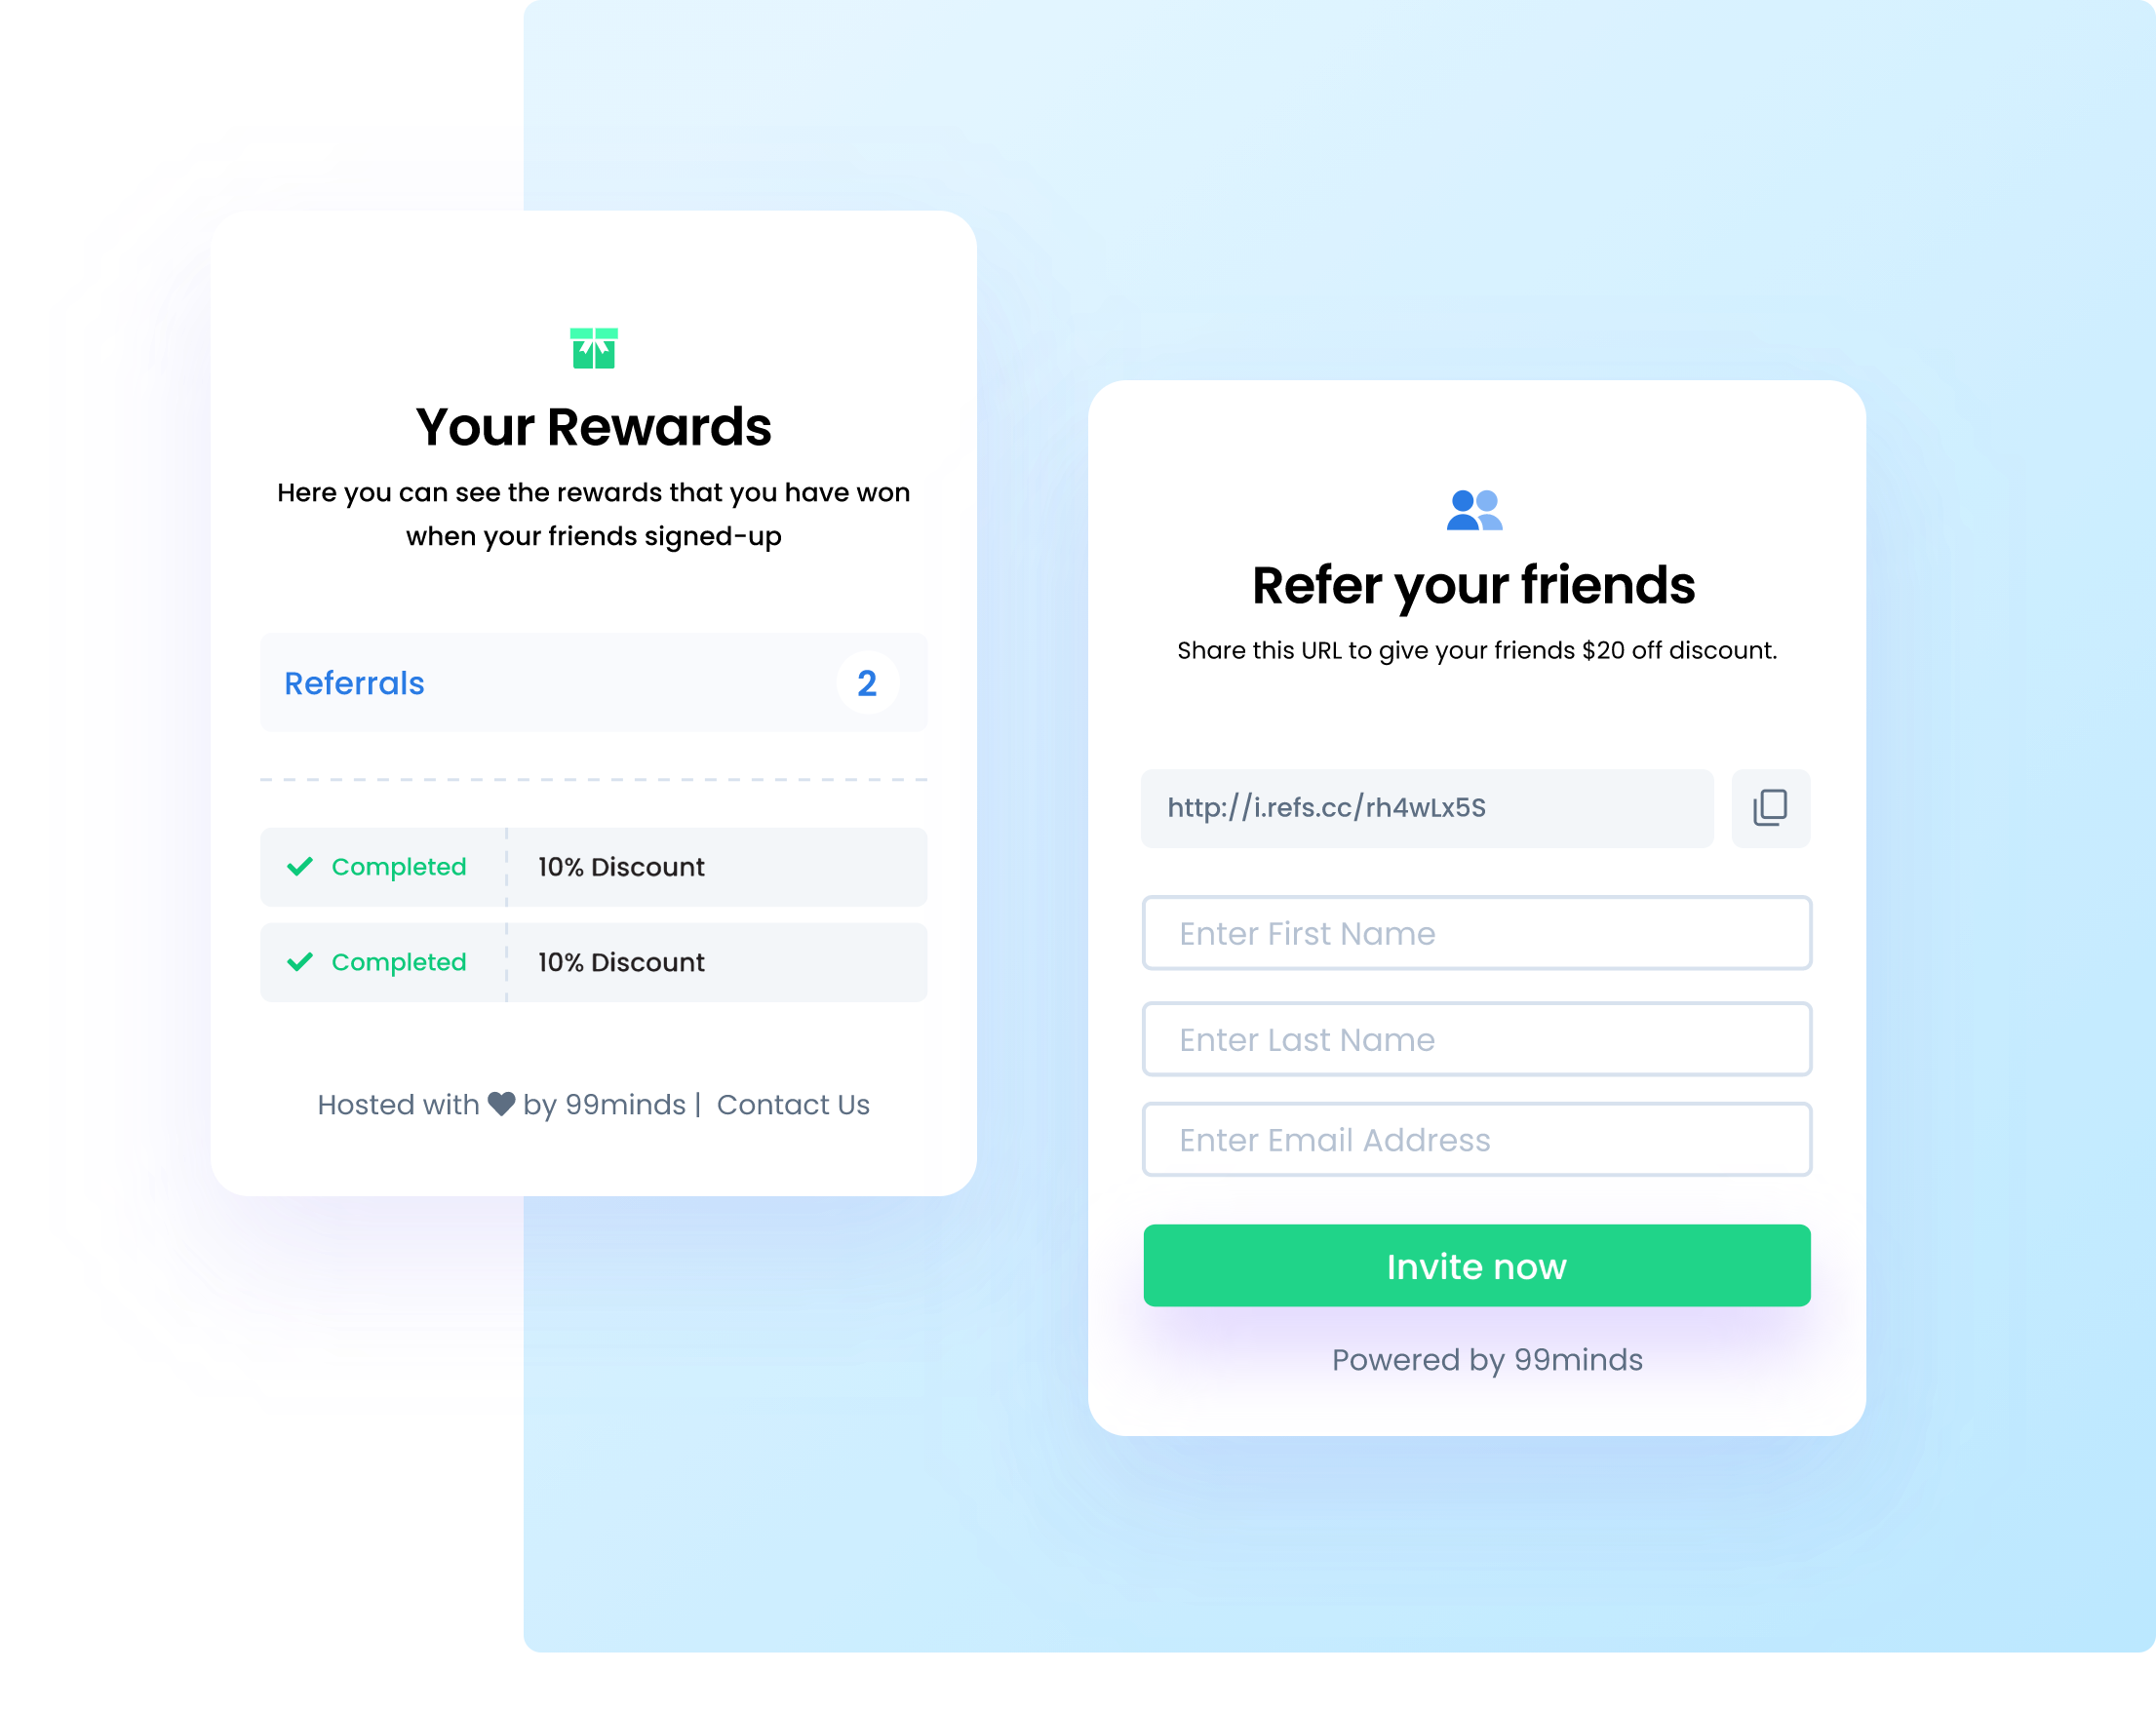 Your Rewards
Here you can see the rewards that you have won
when your friends signed-up
Referrals 2
Completed 10% Discount
Completed 10% Discount
Hosted with by 99minds | Contact Us
Refer your friends
Share this URL to give your friends $20 off discount.
http://i.refs.cc/rh4wLx5S
Enter First Name
Enter Last Name
Enter Email Address
Invite now
Powered by 99minds